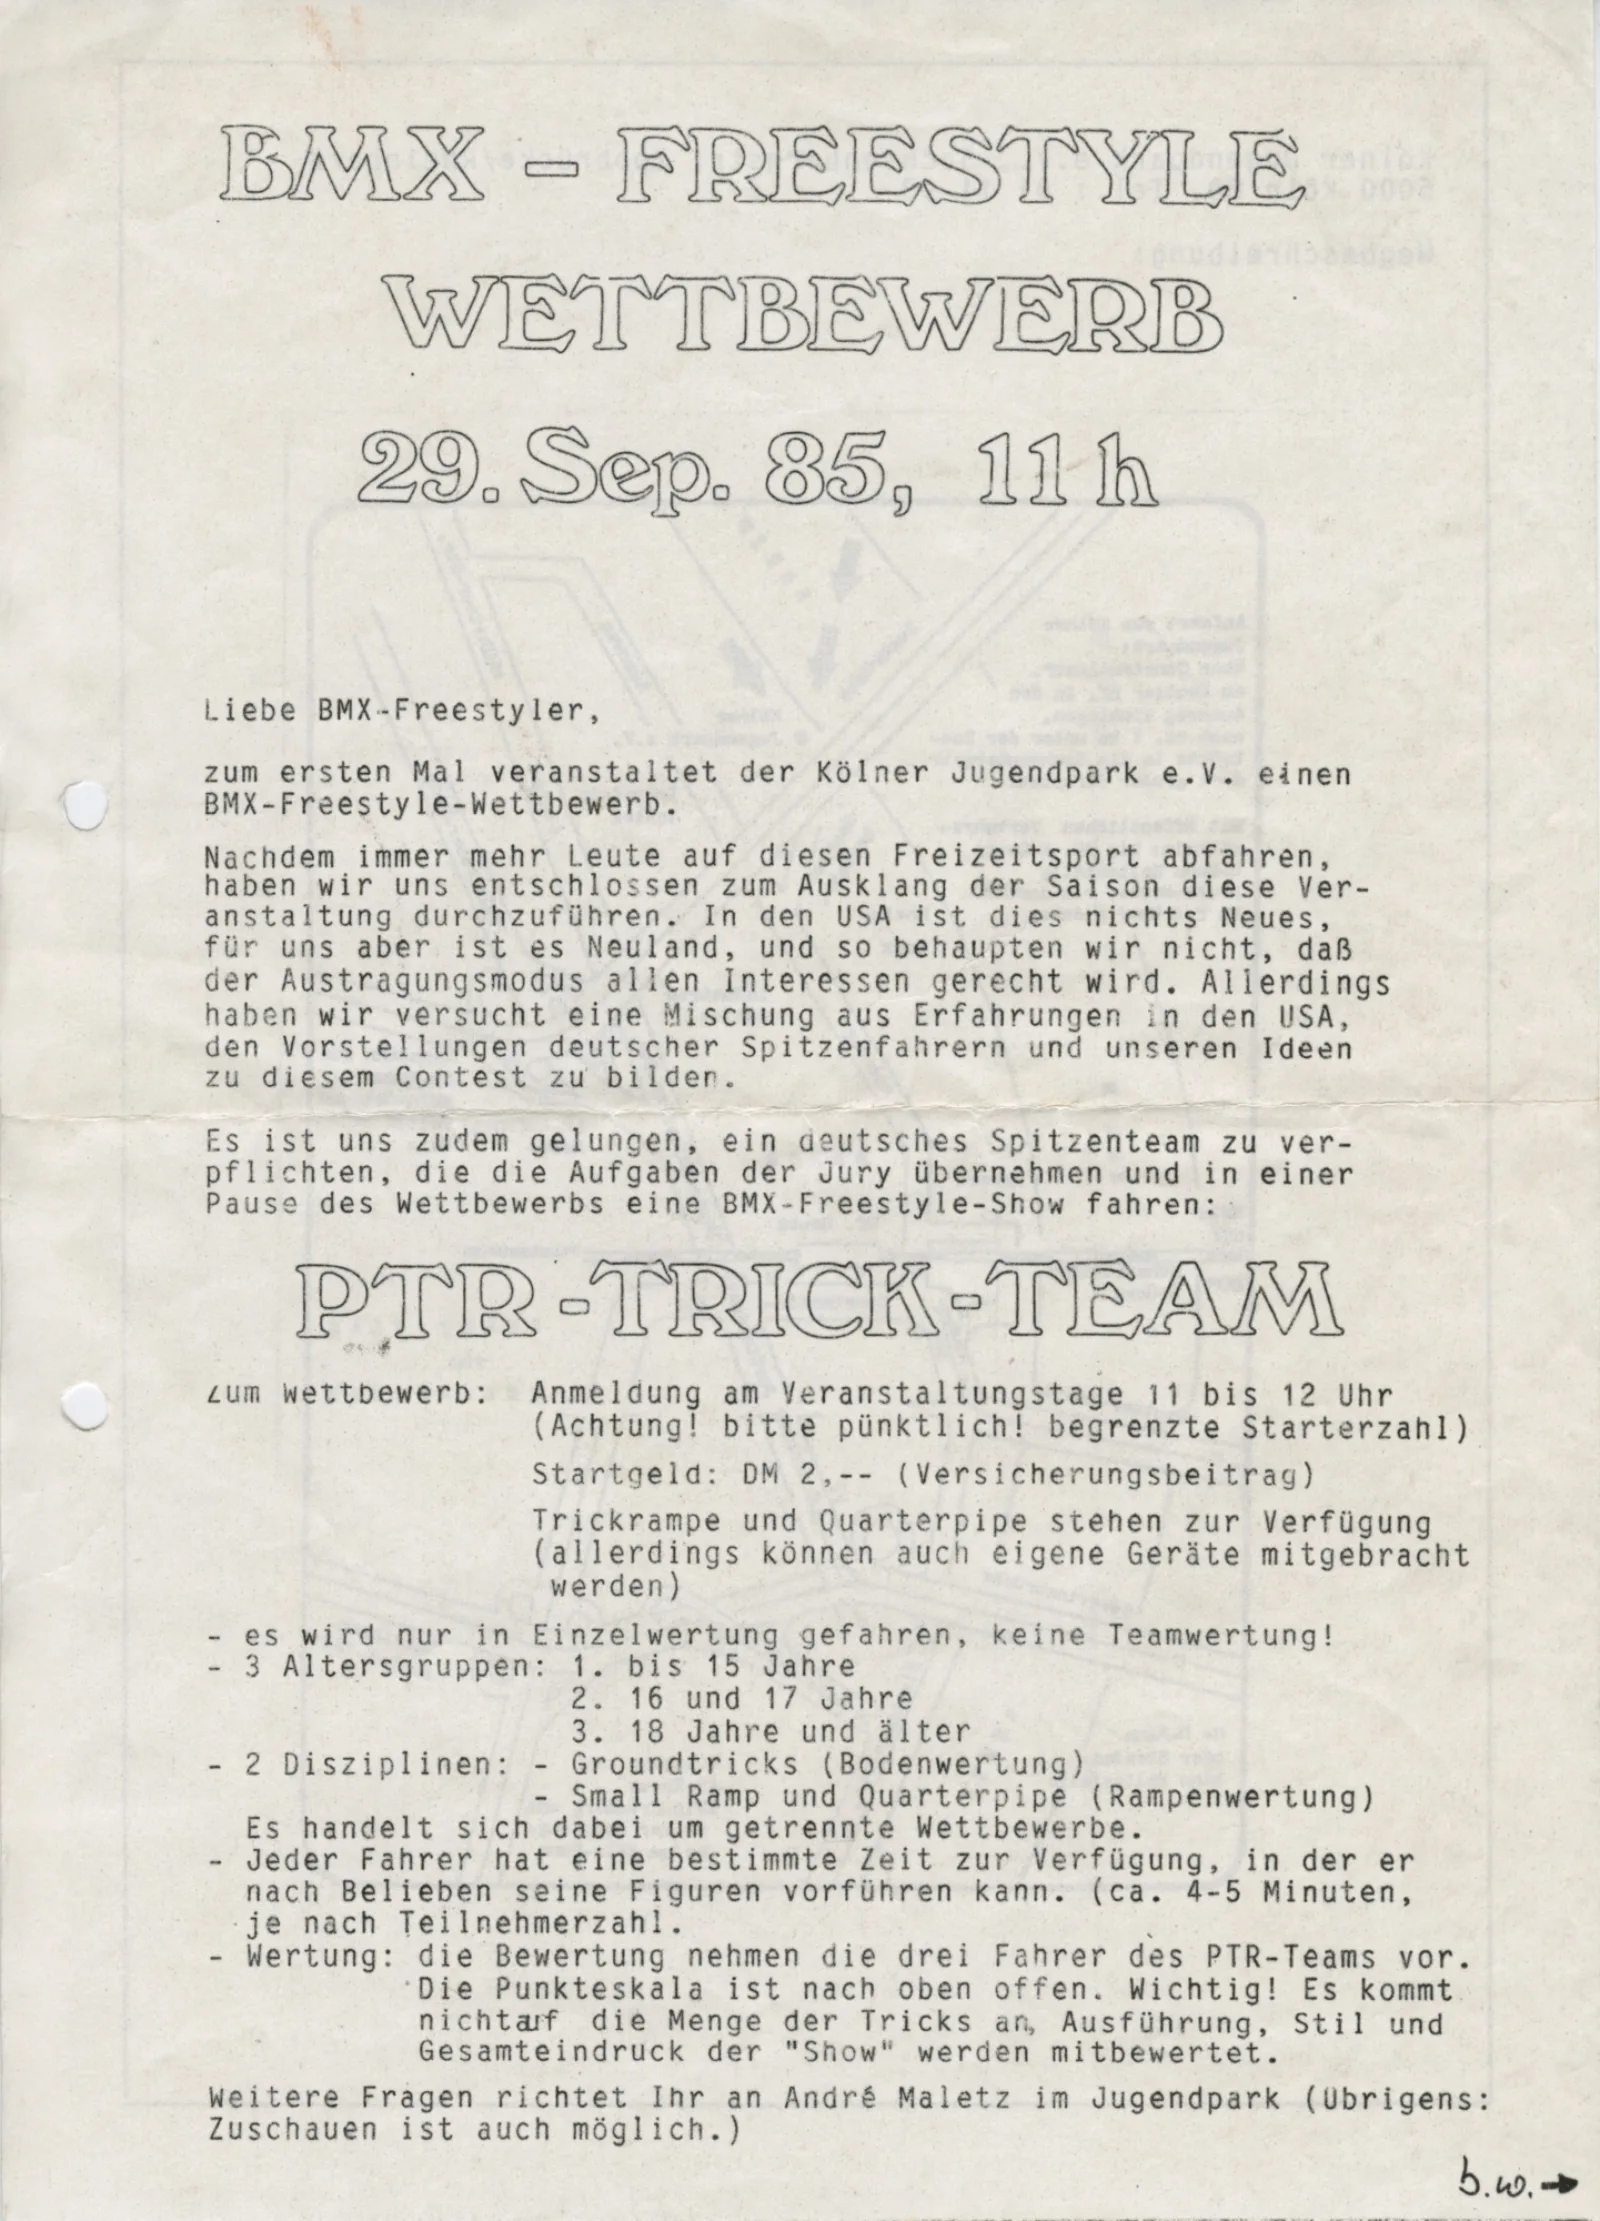 BMX - FREESTYLE
WETTBEWERB
29. Sep. 85, 11 h
Liebe BMX-Freestyler,
zum ersten Mal veranstaltet der Kölner Jugendpark e.V. einen
BMX-Freestyle-Wettbewerb.
Nachdem immer mehr Leute auf diesen Freizeitsport abfahren,
haben wir uns entschlossen zum Ausklang der Saison diese Ver-
anstaltung durchzuführen. In den USA ist dies nichts Neues,
für uns aber ist es Neuland, und so behaupten wir nicht, daß
der Austragungsmodus allen Interessen gerecht wird. Allerdings
haben wir versucht eine Mischung aus Erfahrungen in den USA,
den Vorstellungen deutscher Spitzenfahrern und unseren Ideen
zu diesem Contest zu bilden.
Es ist uns zudem gelungen, ein deutsches Spitzenteam zu ver-
pflichten, die die Aufgaben der Jury übernehmen und in einer
Pause des Wettbewerbs eine BMX-Freestyle-Show fahren:
PTR-TRICK-TEAM
Zum Wettbewerb: Anmeldung am Veranstaltungstage 11 bis 12 Uhr
(Achtung! bitte pünktlich! begrenzte Starterzahl)
Startgeld: DM 2,-- (Versicherungsbeitrag)
Trickrampe und Quarterpipe stehen zur Verfügung
(allerdings können auch eigene Geräte mitgebracht
werden)
- es wird nur in Einzelwertung gefahren, keine Teamwertung!
- 3 Altersgruppen: 1. bis 15 Jahre
2. 16 und 17 Jahre
3. 18 Jahre und älter
- 2 Disziplinen: - Groundtricks (Bodenwertung)
- Small Ramp und Quarterpipe (Rampenwertung)
Es handelt sich dabei um getrennte Wettbewerbe.
- Jeder Fahrer hat eine bestimmte Zeit zur Verfügung, in der er
nach Belieben seine Figuren vorführen kann. (ca. 4-5 Minuten,
je nach Teilnehmerzahl.
- Wertung: die Bewertung nehmen die drei Fahrer des PTR-Teams vor.
Die Punkteskala ist nach oben offen. Wichtig! Es kommt
nichtauf die Menge der Tricks an, Ausführung, Stil und
Gesamteindruck der "Show" werden mitbewertet.
Weitere Fragen richtet Ihr an André Maletz im Jugendpark (Übrigens:
Zuschauen ist auch möglich.)
b.w. →